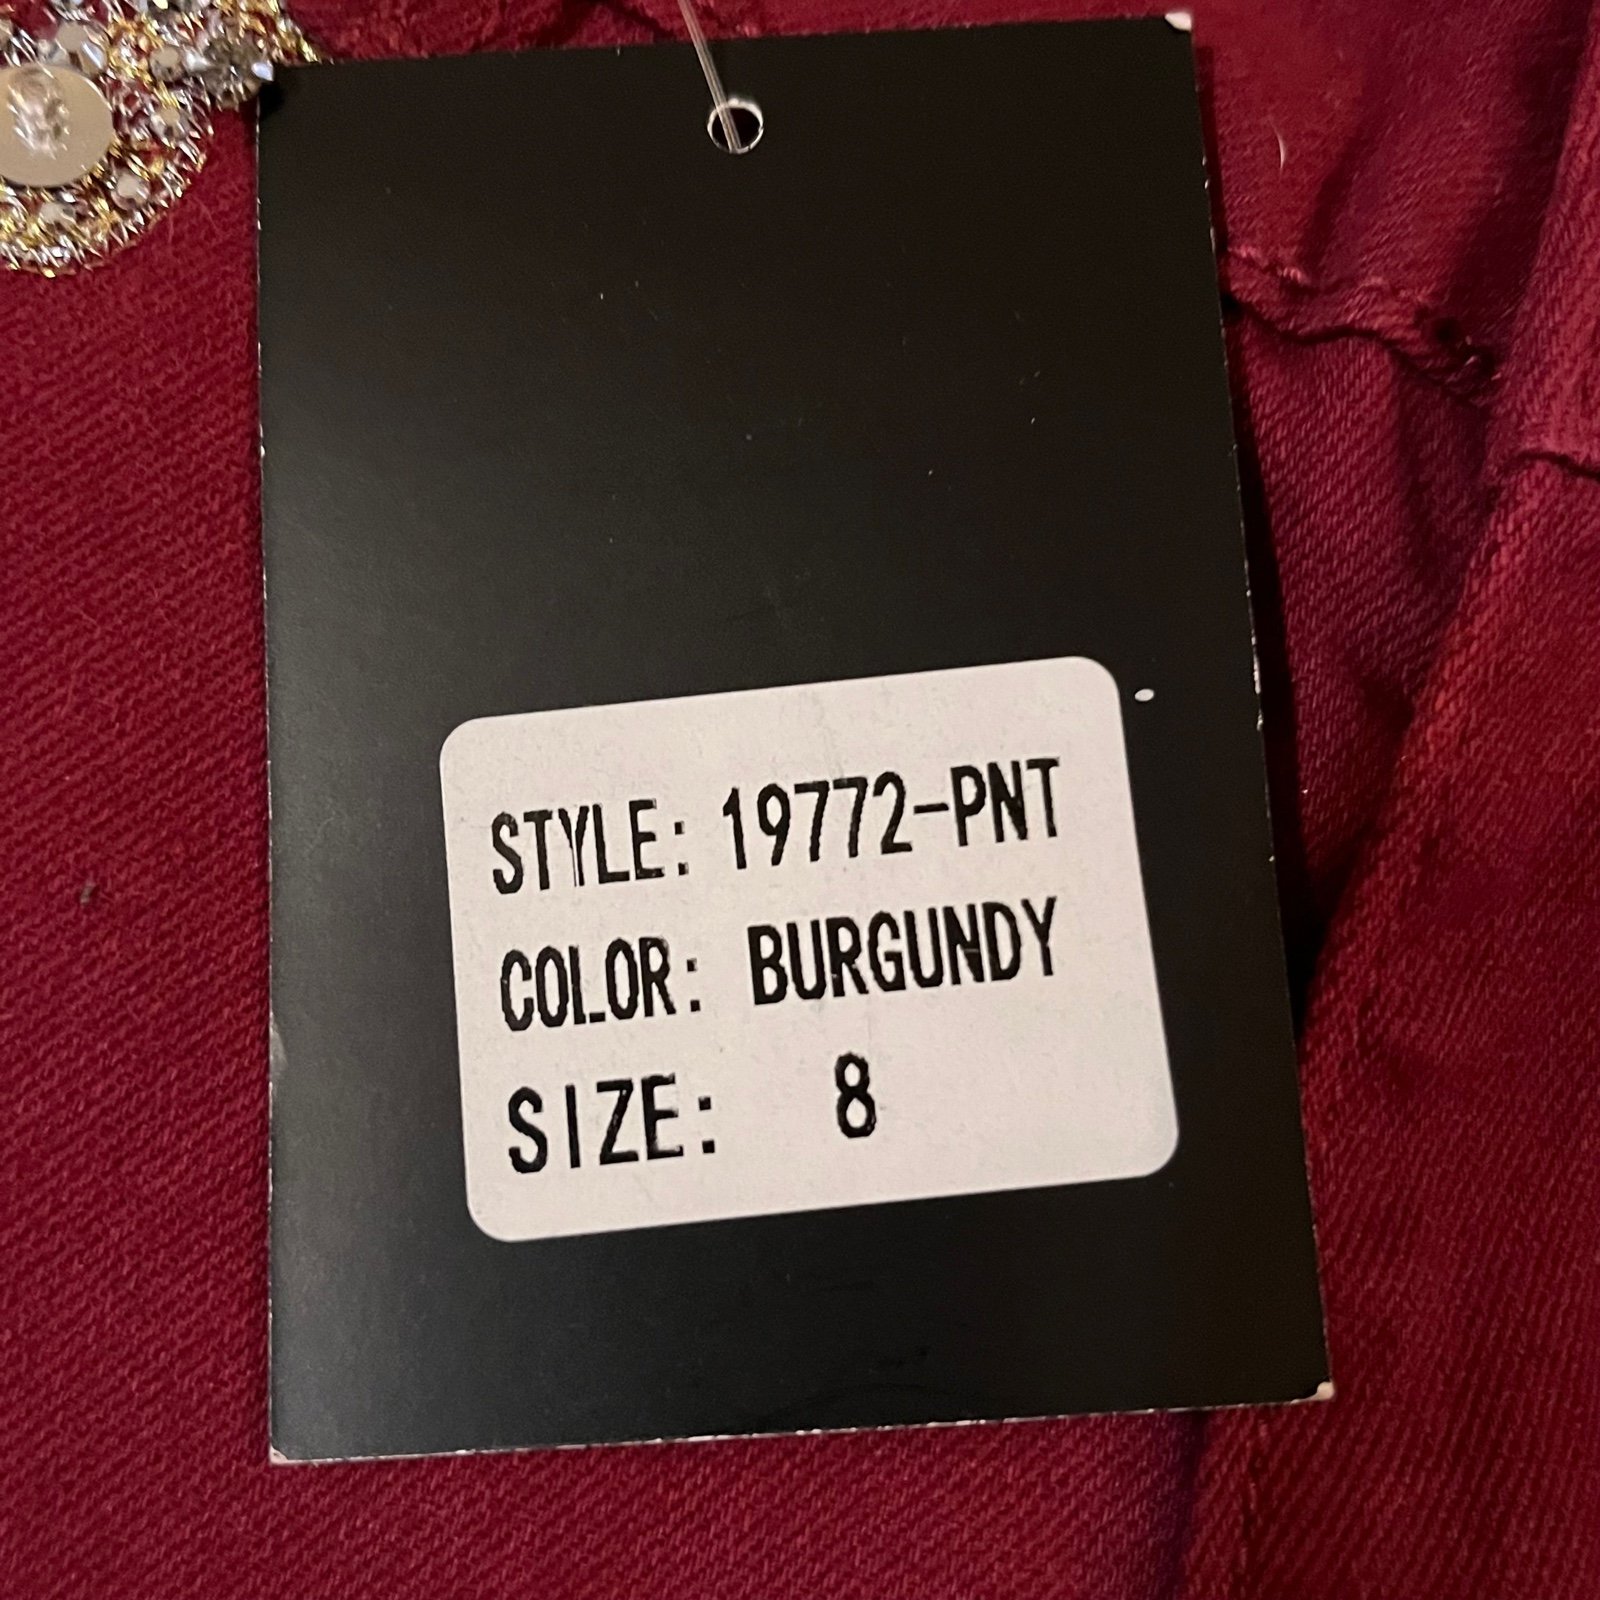 STYLE: 19772-PNT
COLOR: BURGUNDY
SIZE: 8